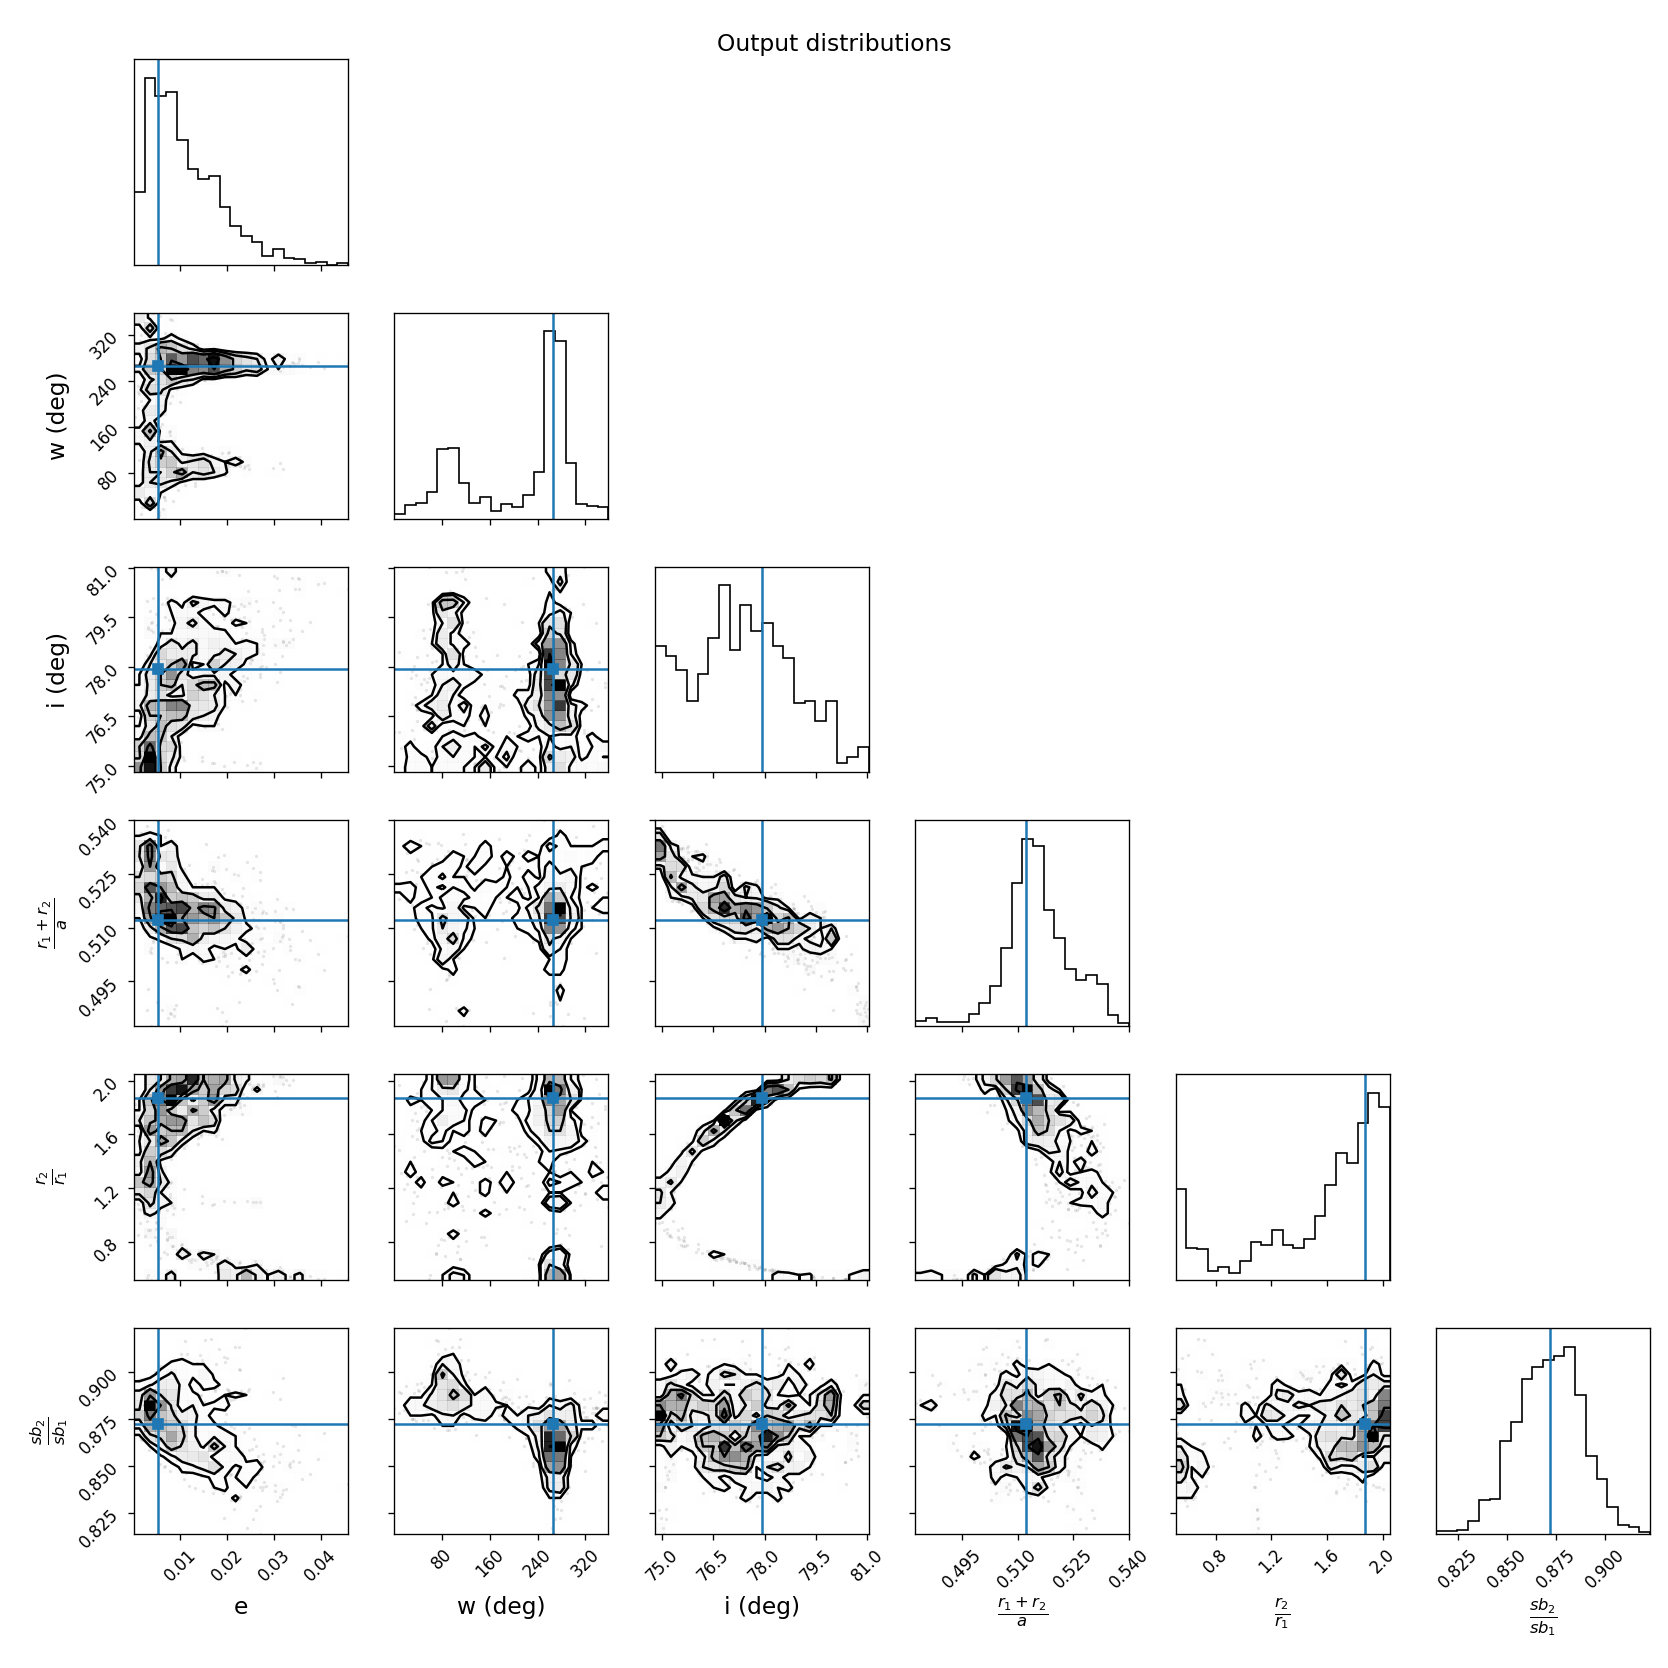 Output distributions
w (deg)
320
240
160
80
i (deg)
81.0
79.5
78.0
76.5
75.0
r₁ + r₂
a
0.540
0.525
0.510
0.495
r₂
r₁
2.0
1.6
1.2
0.8
sb₂
sb₁
0.900
0.875
0.850
0.825
0.01 0.02 0.03 0.04 80 160 240 320 75.0 76.5 78.0 79.5 81.0 0.495 0.510 0.525 0.540 0.8 1.2 1.6 2.0 0.825 0.850 0.875 0.900
e w (deg) i (deg) r₁ + r₂ r₂ sb₂
a r₁ sb₁